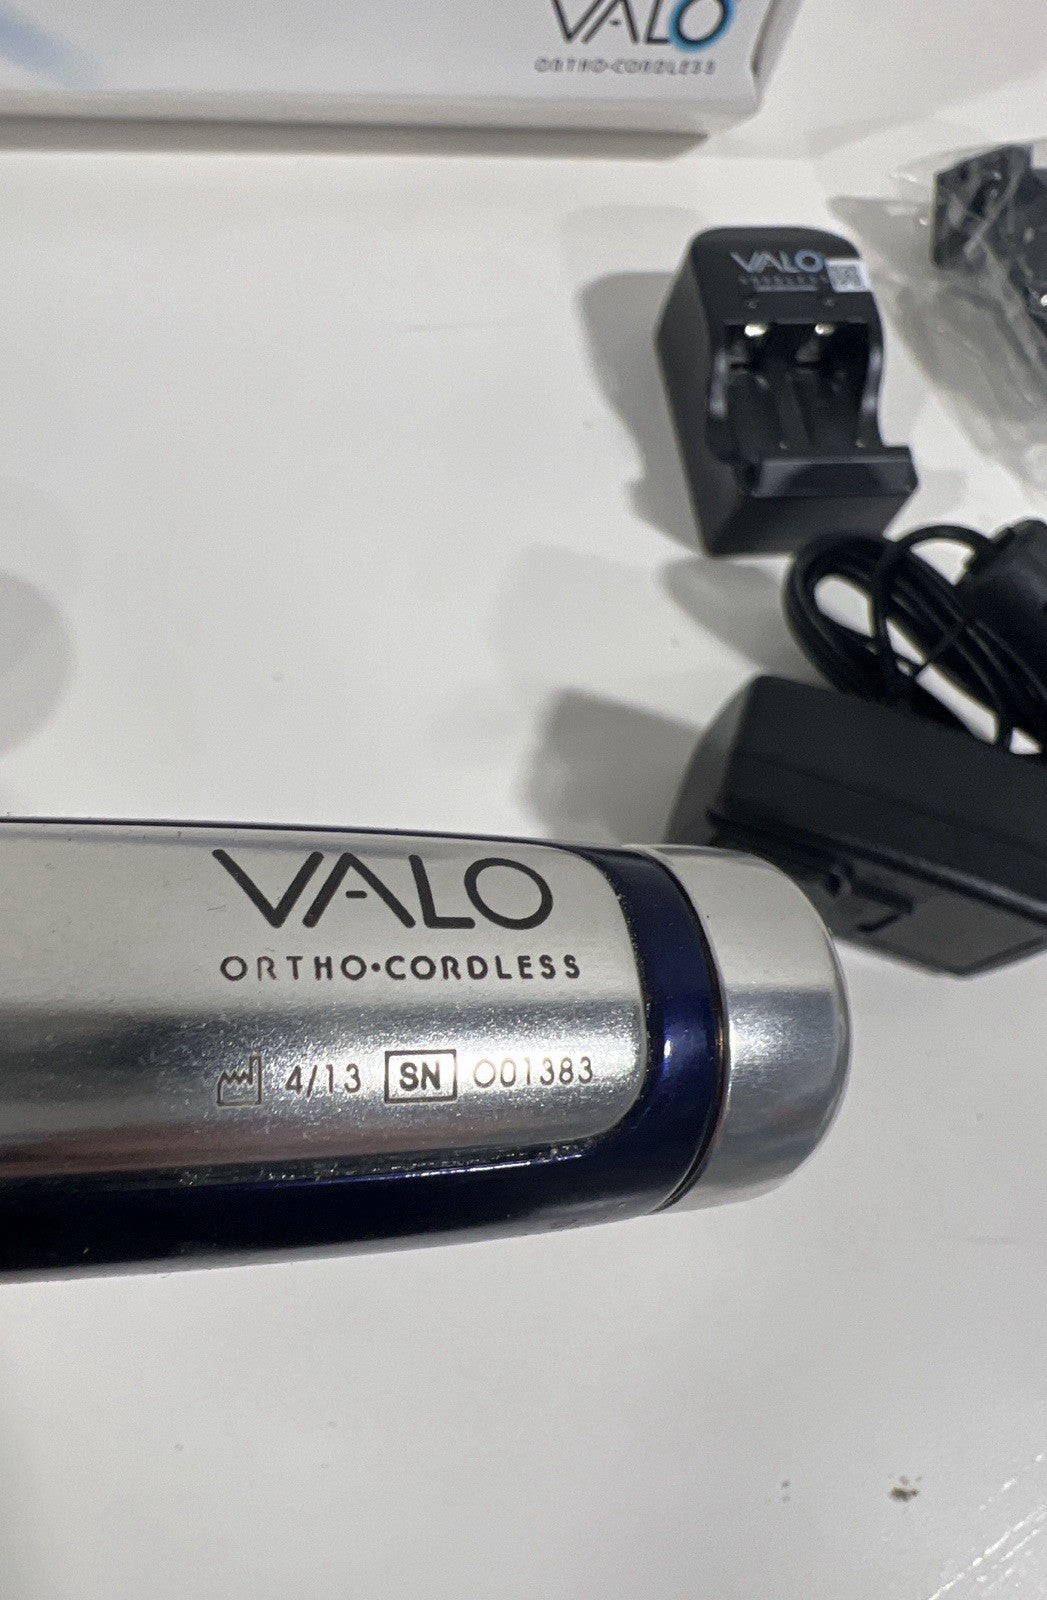 VALO
ORTHO•CORDLESS
VALO
VALO
ORTHO•CORDLESS
4/13 SN 001383